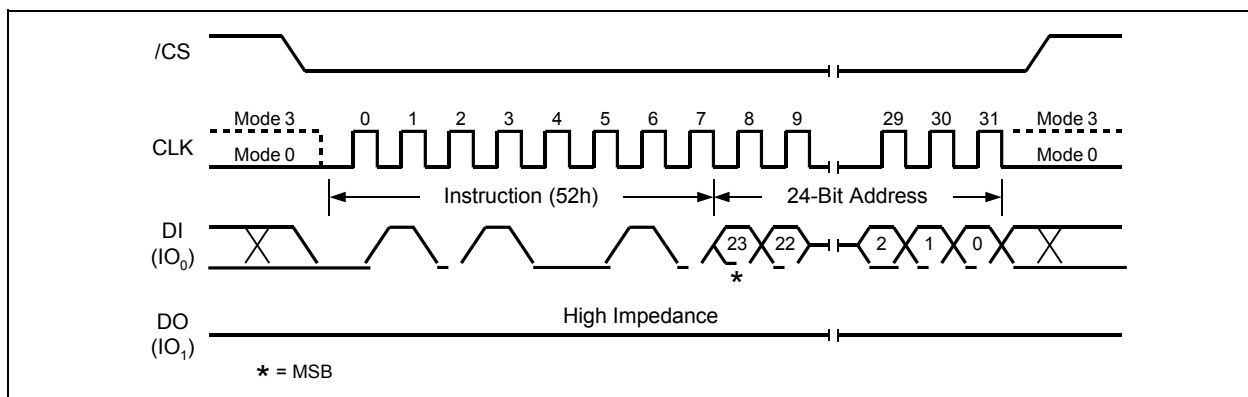 /CS
Mode 3 0 1 2 3 4 5 6 7 8 9 29 30 31 Mode 3
CLK
Mode 0 Mode 0
Instruction (52h) 24-Bit Address
DI
(IO0)
23 22 2 1 0
*
High Impedance
DO
(IO1)
* = MSB